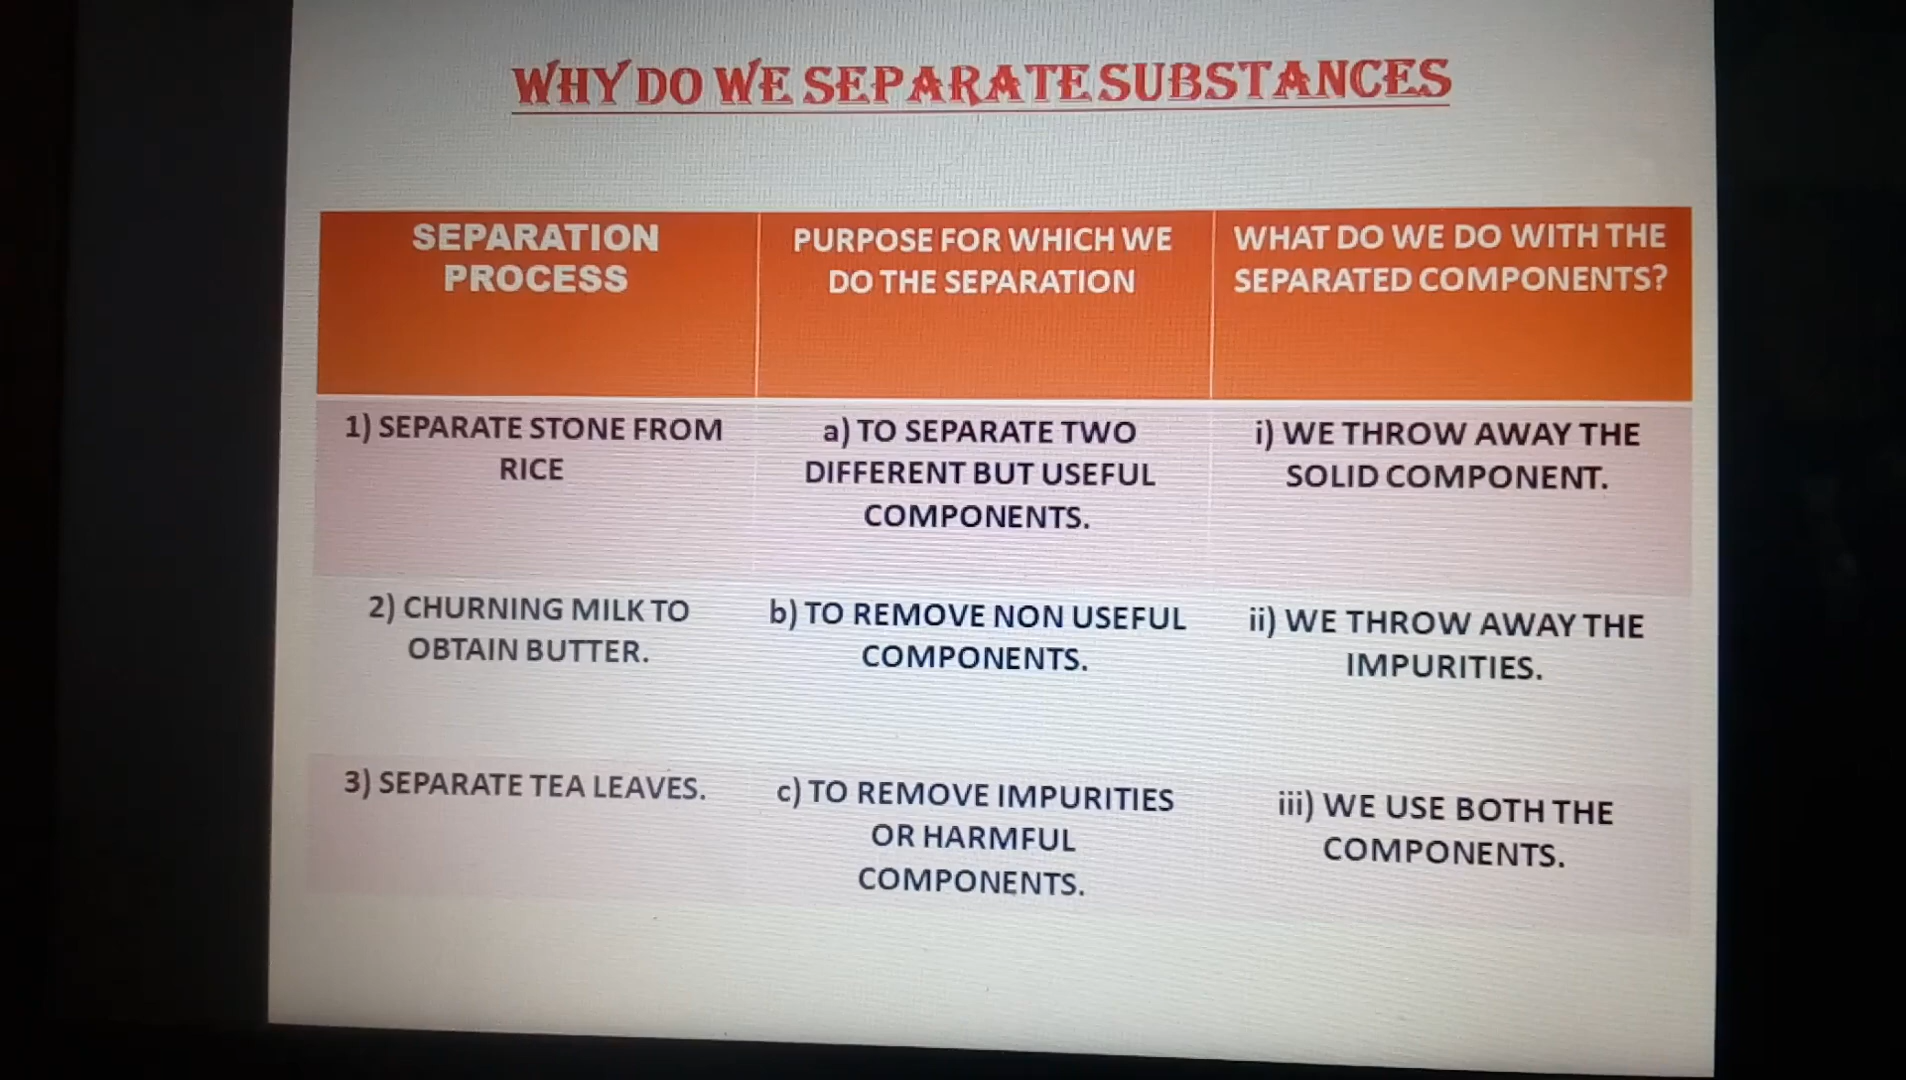 WHY DO WE SEPARATE SUBSTANCES
SEPARATION
PROCESS
PURPOSE FOR WHICH WE
DO THE SEPARATION
WHAT DO WE DO WITH THE
SEPARATED COMPONENTS?
1) SEPARATE STONE FROM
RICE
a) TO SEPARATE TWO
DIFFERENT BUT USEFUL
COMPONENTS.
i) WE THROW AWAY THE
SOLID COMPONENT.
2) CHURNING MILK TO
OBTAIN BUTTER.
b) TO REMOVE NON USEFUL
COMPONENTS.
ii) WE THROW AWAY THE
IMPURITIES.
3) SEPARATE TEA LEAVES.
c) TO REMOVE IMPURITIES
OR HARMFUL
COMPONENTS.
iii) WE USE BOTH THE
COMPONENTS.